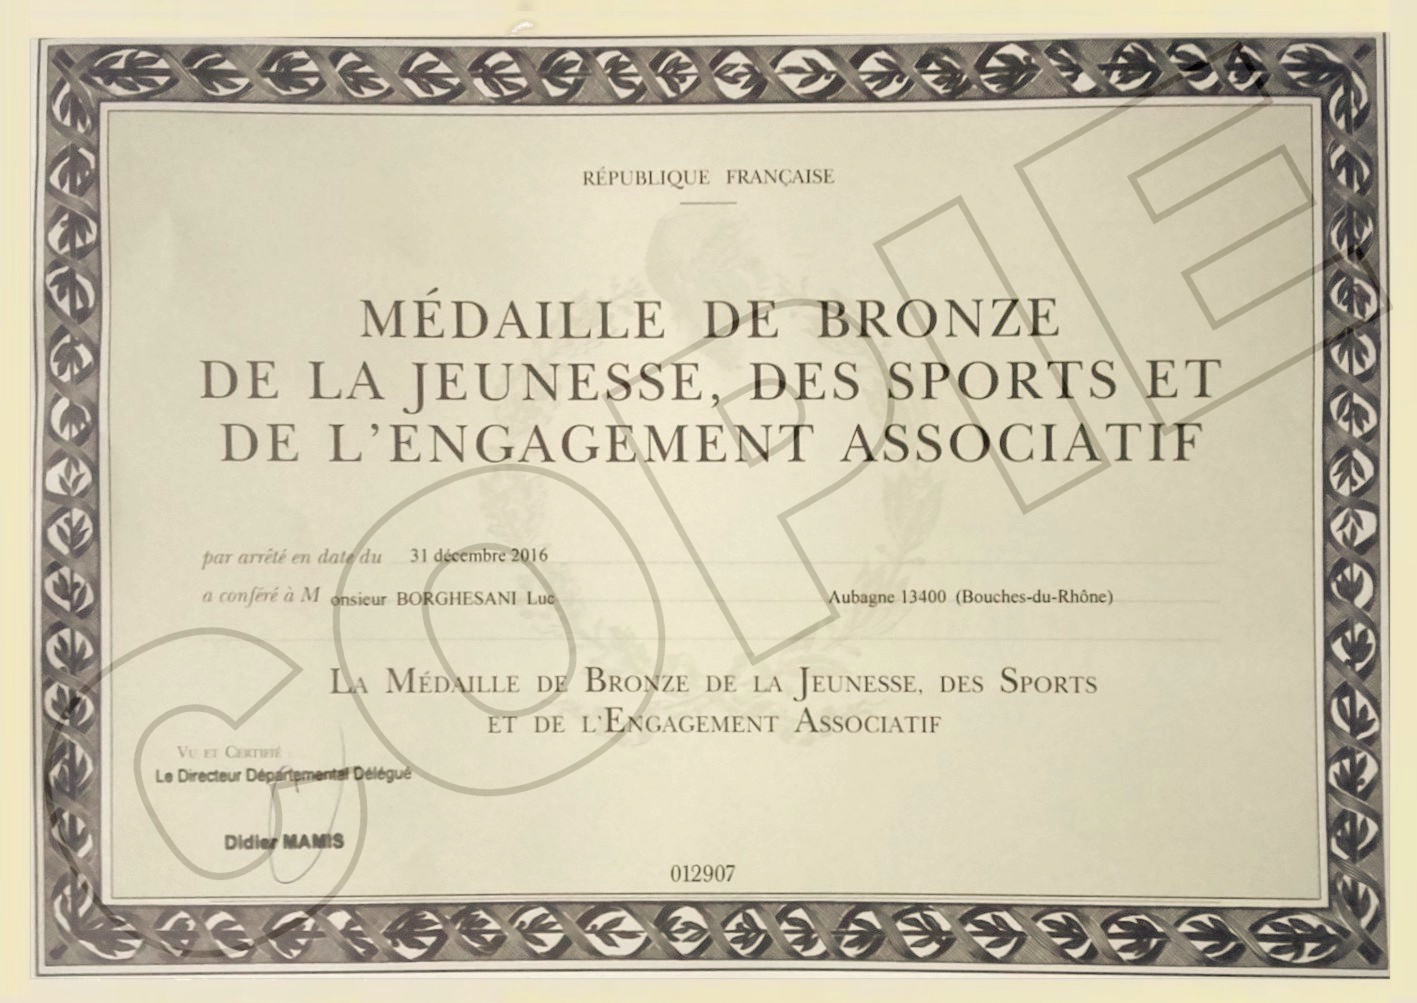 RÉPUBLIQUE FRANÇAISE
MÉDAILLE DE BRONZE
DE LA JEUNESSE, DES SPORTS ET
DE L'ENGAGEMENT ASSOCIATIF
par arrêté en date du 31 décembre 2016
a conféré à M onsieur BORGHESANI Luc Aubagne 13400 (Bouches-du-Rhône)
LA MÉDAILLE DE BRONZE DE LA JEUNESSE, DES SPORTS
ET DE L'ENGAGEMENT ASSOCIATIF
VU ET CERTIFIÉ
Le Directeur Départemental Délégué
Didier MAMIS
012907
COPIE